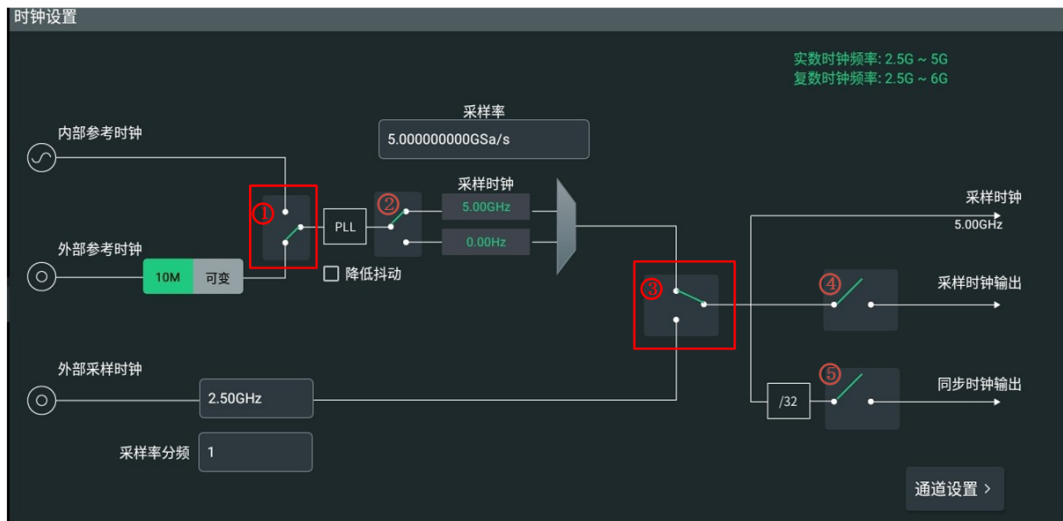 时钟设置
实数时钟频率: 2.5G ~ 5G
复数时钟频率: 2.5G ~ 6G
采样率
5.000000000GSa/s
内部参考时钟
采样时钟
①
②
5.00GHz
PLL
0.00Hz
外部参考时钟
10M 可变
降低抖动
采样时钟
5.00GHz
③
④
采样时钟输出
外部采样时钟
2.50GHz
⑤
同步时钟输出
/32
采样率分频
1
通道设置 >